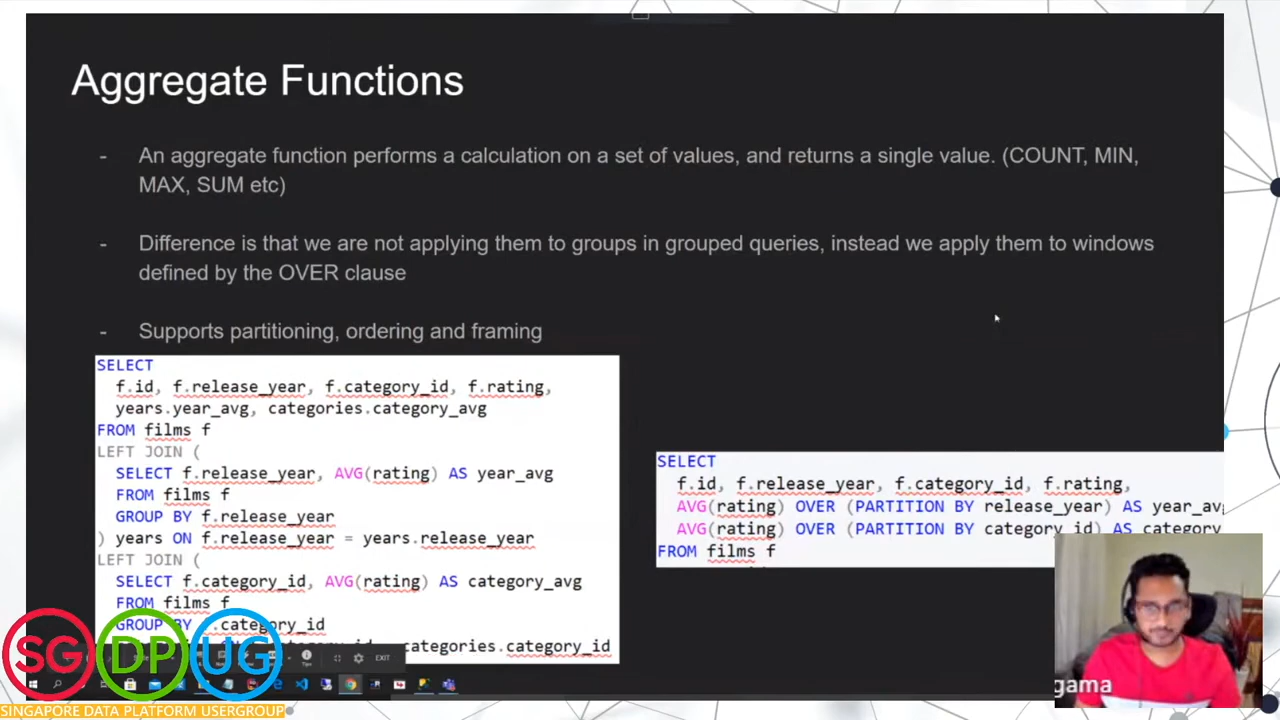 Aggregate Functions
- An aggregate function performs a calculation on a set of values, and returns a single value. (COUNT, MIN,
MAX, SUM etc)
- Difference is that we are not applying them to groups in grouped queries, instead we apply them to windows
defined by the OVER clause
- Supports partitioning, ordering and framing
SELECT
f.id, f.release_year, f.category_id, f.rating,
years.year_avg, categories.category_avg
FROM films f
LEFT JOIN (
SELECT f.release_year, AVG(rating) AS year_avg
FROM films f
GROUP BY f.release_year
) years ON f.release_year = years.release_year
LEFT JOIN (
SELECT f.category_id, AVG(rating) AS category_avg
FROM films f
GROUP BY .category_id
categories.category_id
SELECT
f.id, f.release_year, f.category_id, f.rating,
AVG(rating) OVER (PARTITION BY release_year) AS year_av
AVG(rating) OVER (PARTITION BY category_id) AS category
FROM films f
EXIT
SG DP UG
SINGAPORE DATA PLATFORM USERGROUP
gama